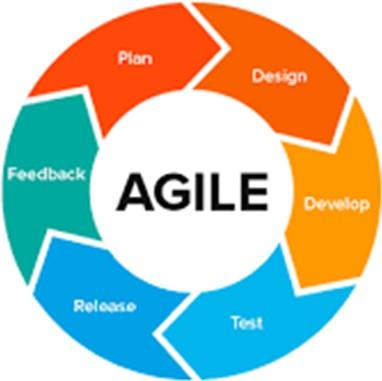 Plan
Design
Develop
Test
Release
Feedback
AGILE